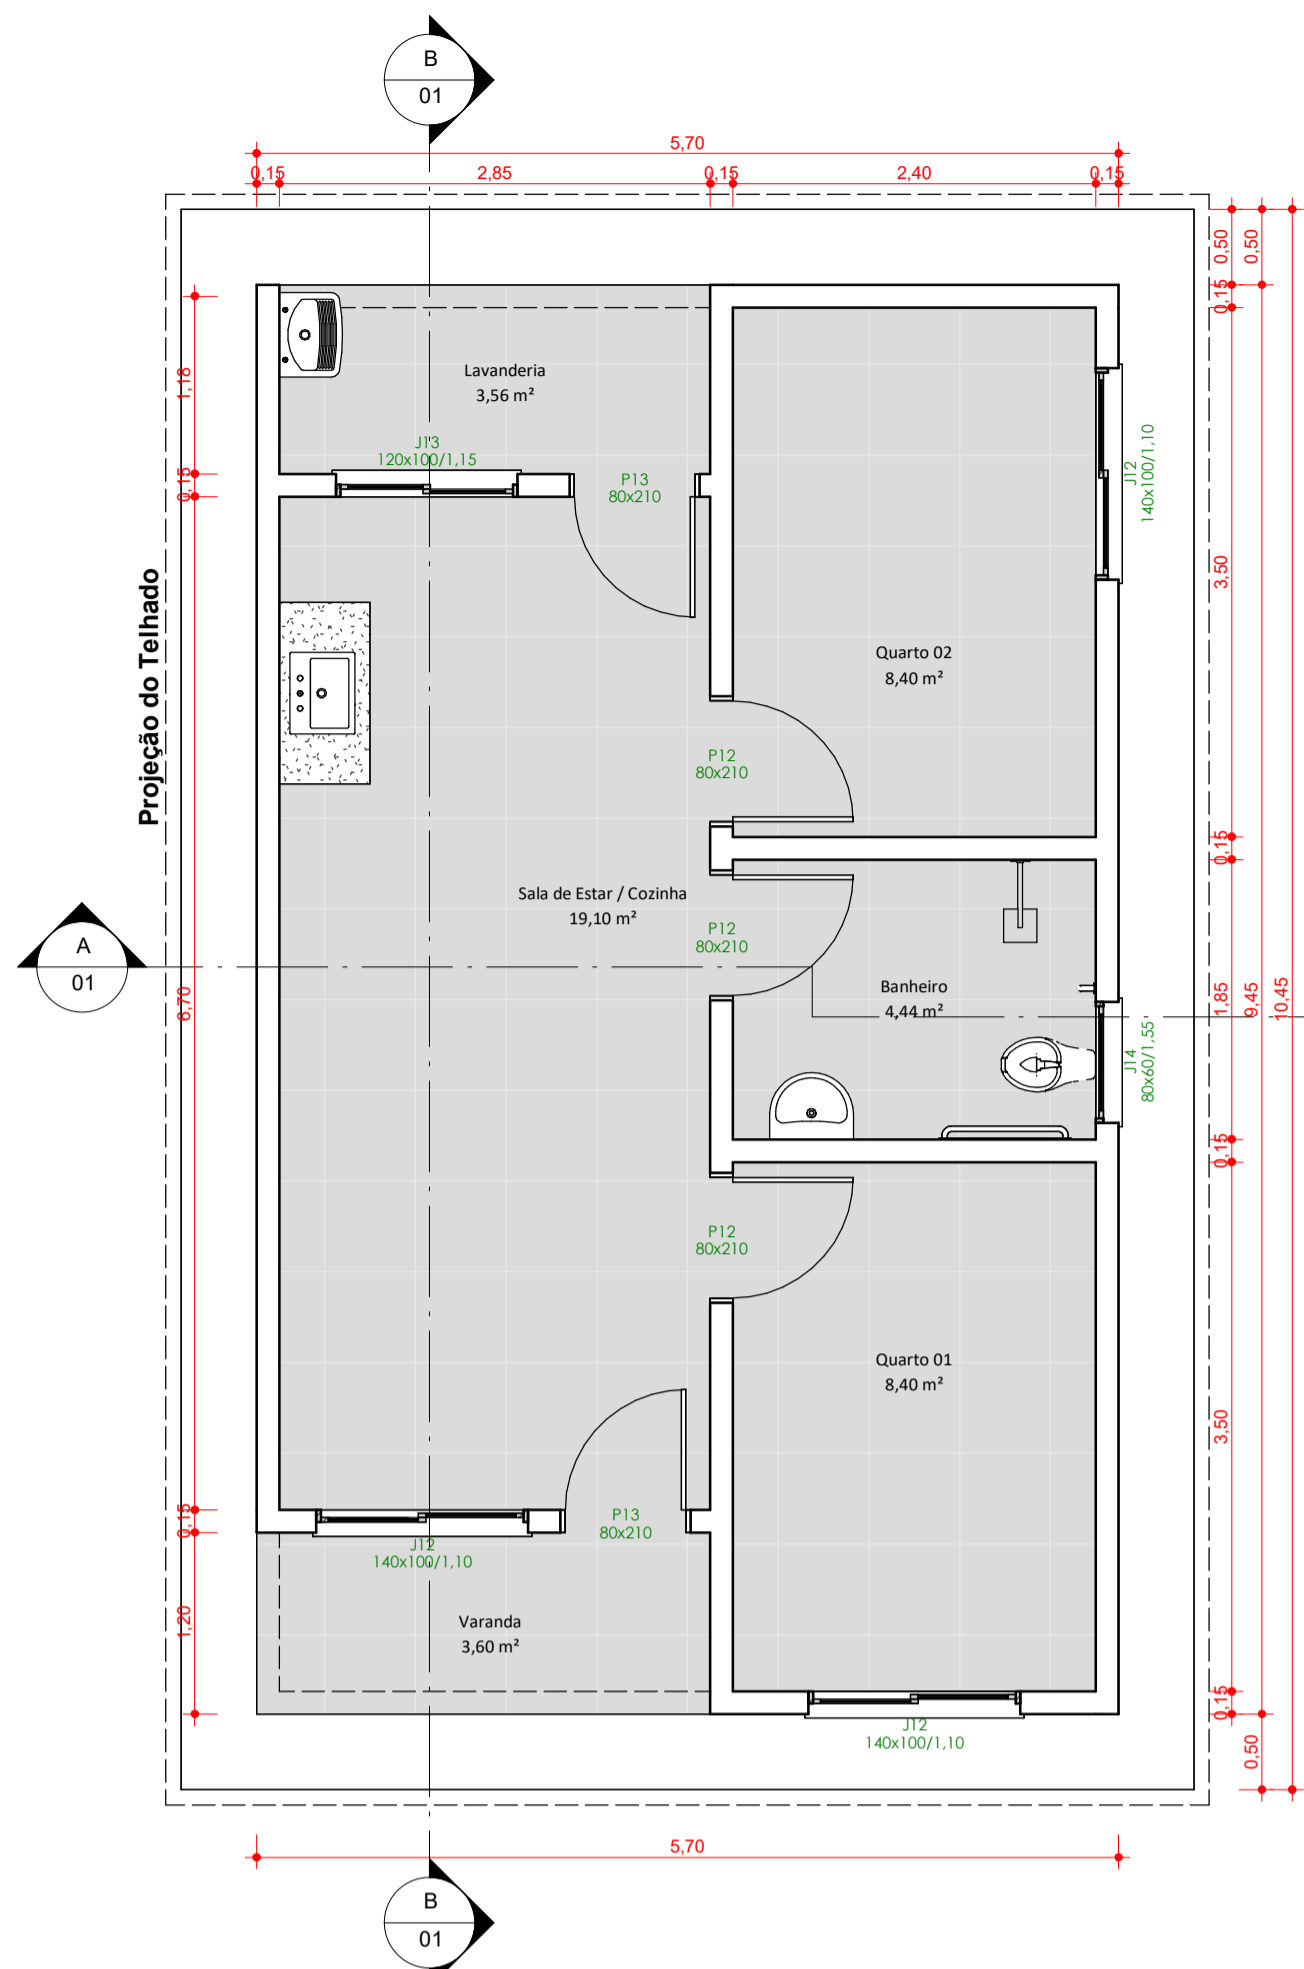 B
01
5,70
0,15
2,85
0,15
2,40
0,15
0,50
0,50
0,15
1,18
Lavanderia
3,56 m²
J13
120x100/1,15
P13
80x210
0,15
J12
140x100/1,10
3,50
Projeção do Telhado
Quarto 02
8,40 m²
P12
80x210
0,15
Sala de Estar / Cozinha
19,10 m²
P12
80x210
A
01
6,70
Banheiro
4,44 m²
1,85
9,45
10,45
J14
80x60/1,55
0,15
P12
80x210
Quarto 01
8,40 m²
3,50
0,15
P13
80x210
J12
140x100/1,10
1,20
Varanda
3,60 m²
0,15
J12
140x100/1,10
0,50
5,70
B
01